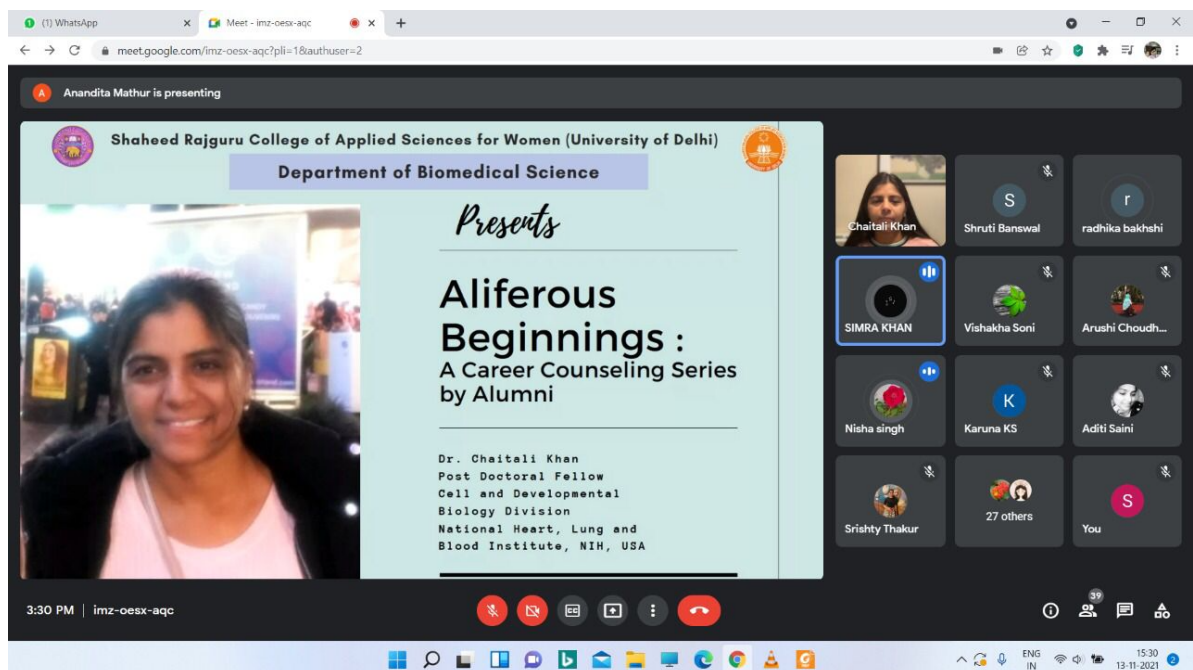 (1) WhatsApp
Meet - imz-oesx-aqc
meet.google.com/imz-oesx-aqc?pli=1&authuser=2
A
Anandita Mathur is presenting
Shaheed Rajguru College of Applied Sciences for Women (University of Delhi)
Department of Biomedical Science
Presents
Aliferous
Beginnings :
A Career Counseling Series
by Alumni
Dr. Chaitali Khan
Post Doctoral Fellow
Cell and Developmental
Biology Division
National Heart, Lung and
Blood Institute, NIH, USA
Chaitali Khan
S
Shruti Banswal
r
radhika bakhshi
SIMRA KHAN
Vishakha Soni
Arushi Choudh...
Nisha singh
K
Karuna KS
Aditi Saini
Srishty Thakur
27 others
S
You
3:30 PM | imz-oesx-aqc
39
ENG
IN
15:30
13-11-2021
2